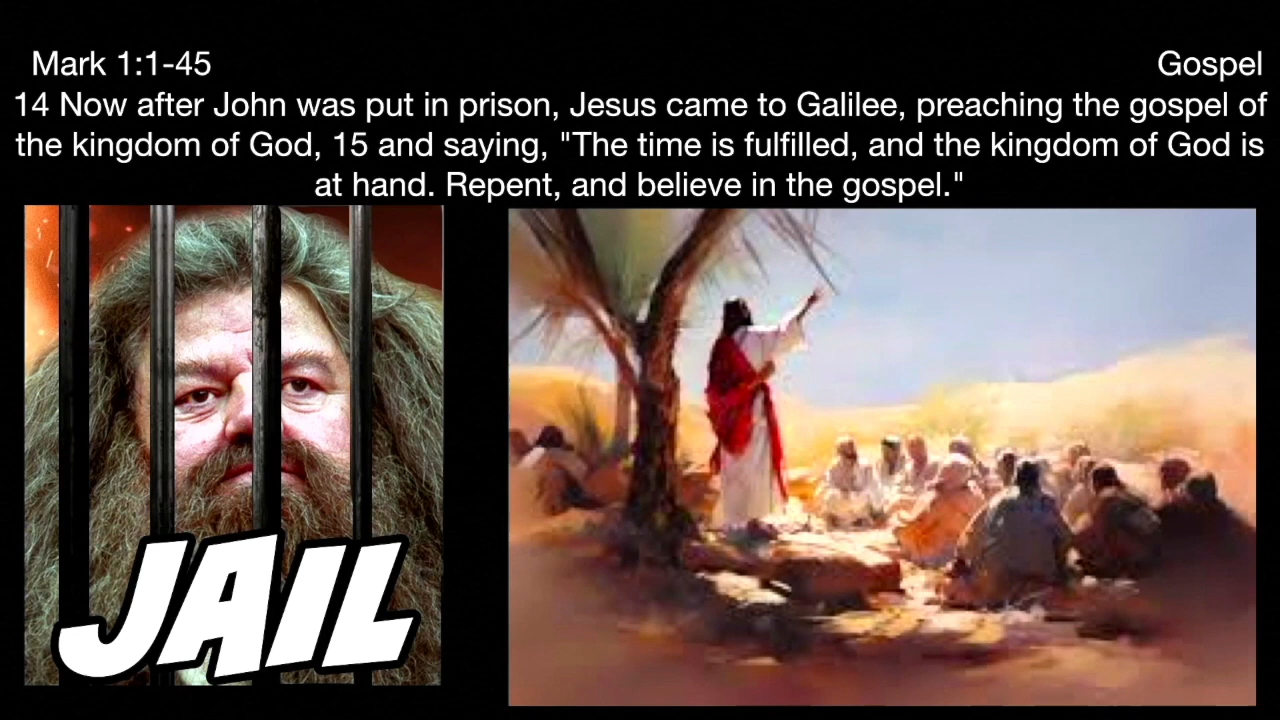 Mark 1:1-45
Gospel
14 Now after John was put in prison, Jesus came to Galilee, preaching the gospel of
the kingdom of God, 15 and saying, "The time is fulfilled, and the kingdom of God is
at hand. Repent, and believe in the gospel."
JAIL